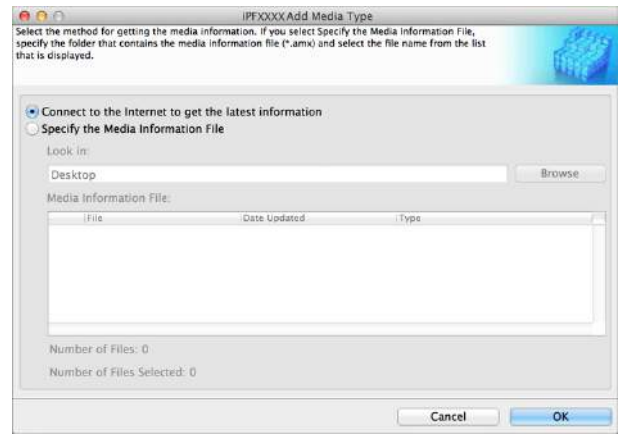 iPFXXXX Add Media Type
Select the method for getting the media information. If you select Specify the Media Information File,
specify the folder that contains the media information file (*.amx) and select the file name from the list
that is displayed.
Connect to the Internet to get the latest information
Specify the Media Information File
Look in:
Desktop Browse
Media Information File:
File Date Updated Type
Number of Files: 0
Number of Files Selected: 0
Cancel OK